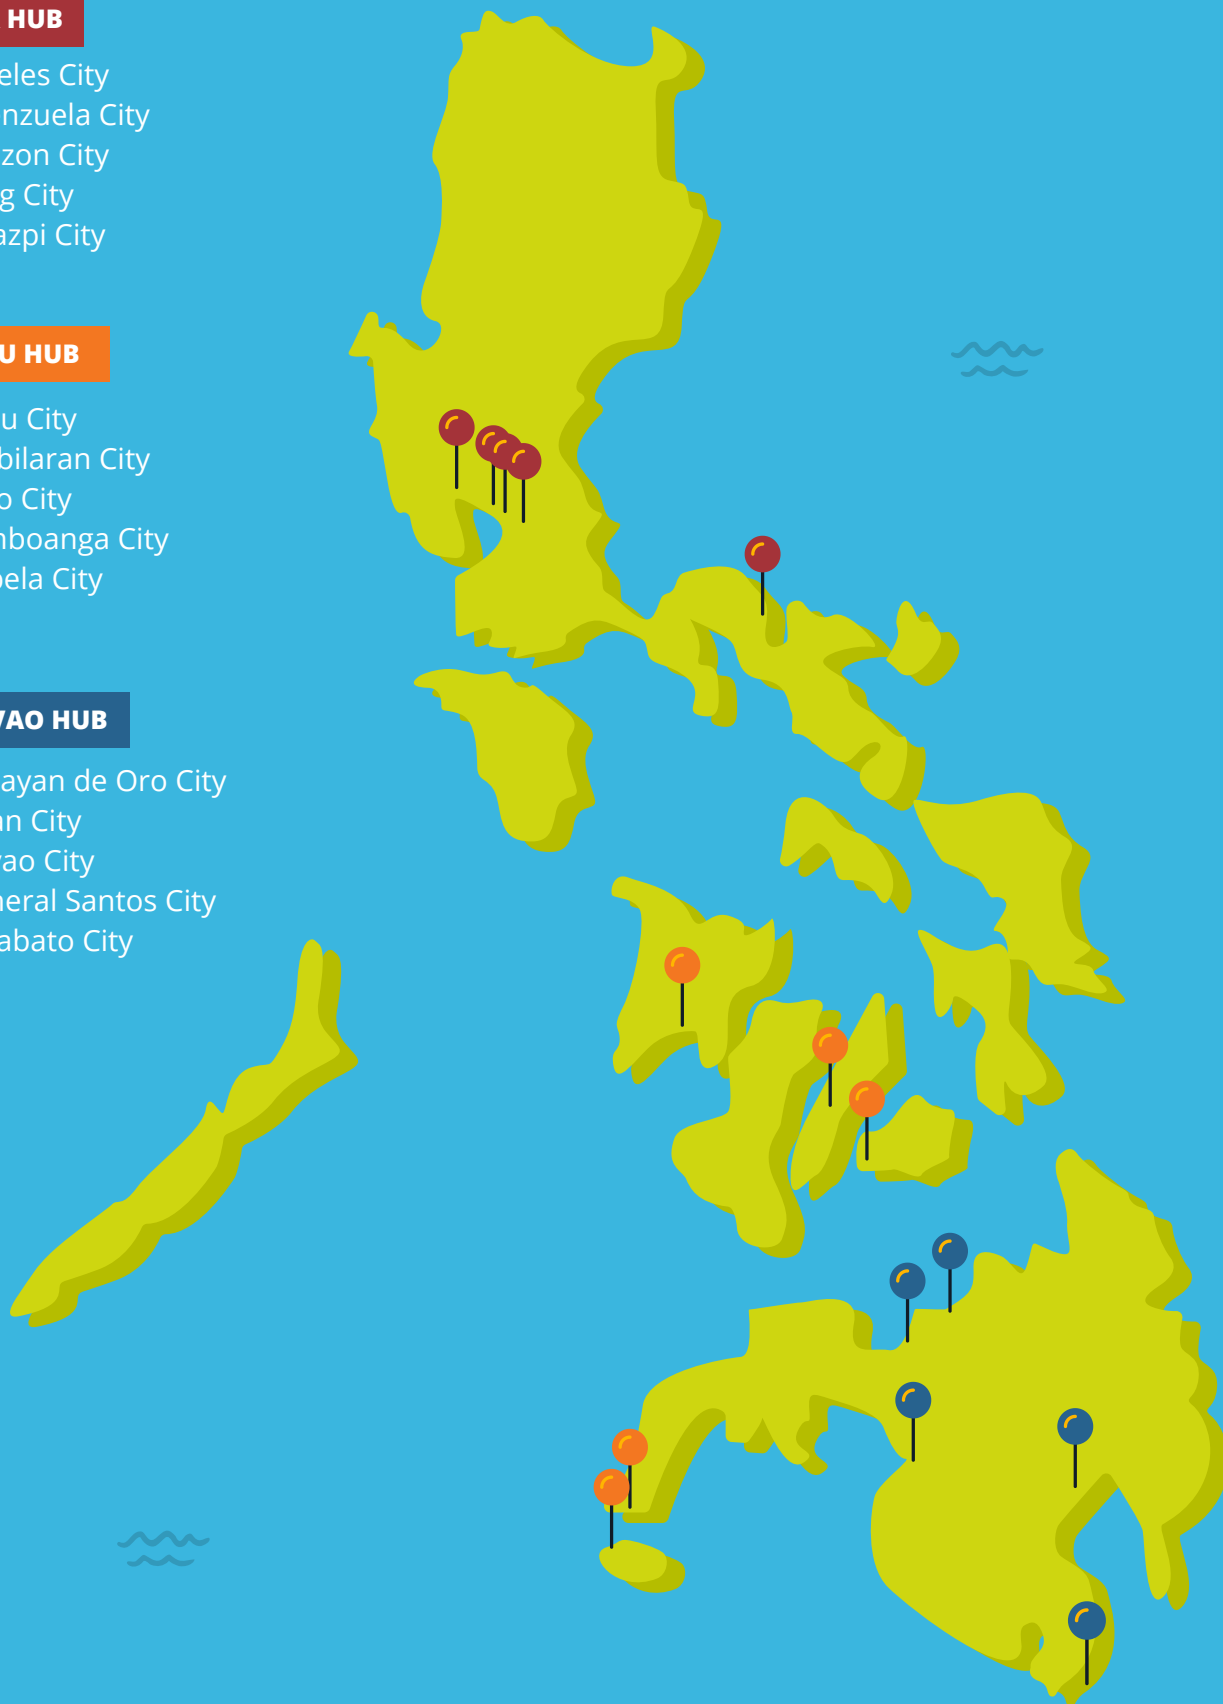 HUB
eles City
nzuela City
zon City
g City
azpi City
U HUB
u City
bilaran City
o City
nboanga City
bela City
VAO HUB
ayan de Oro City
an City
vao City
neral Santos City
abato City